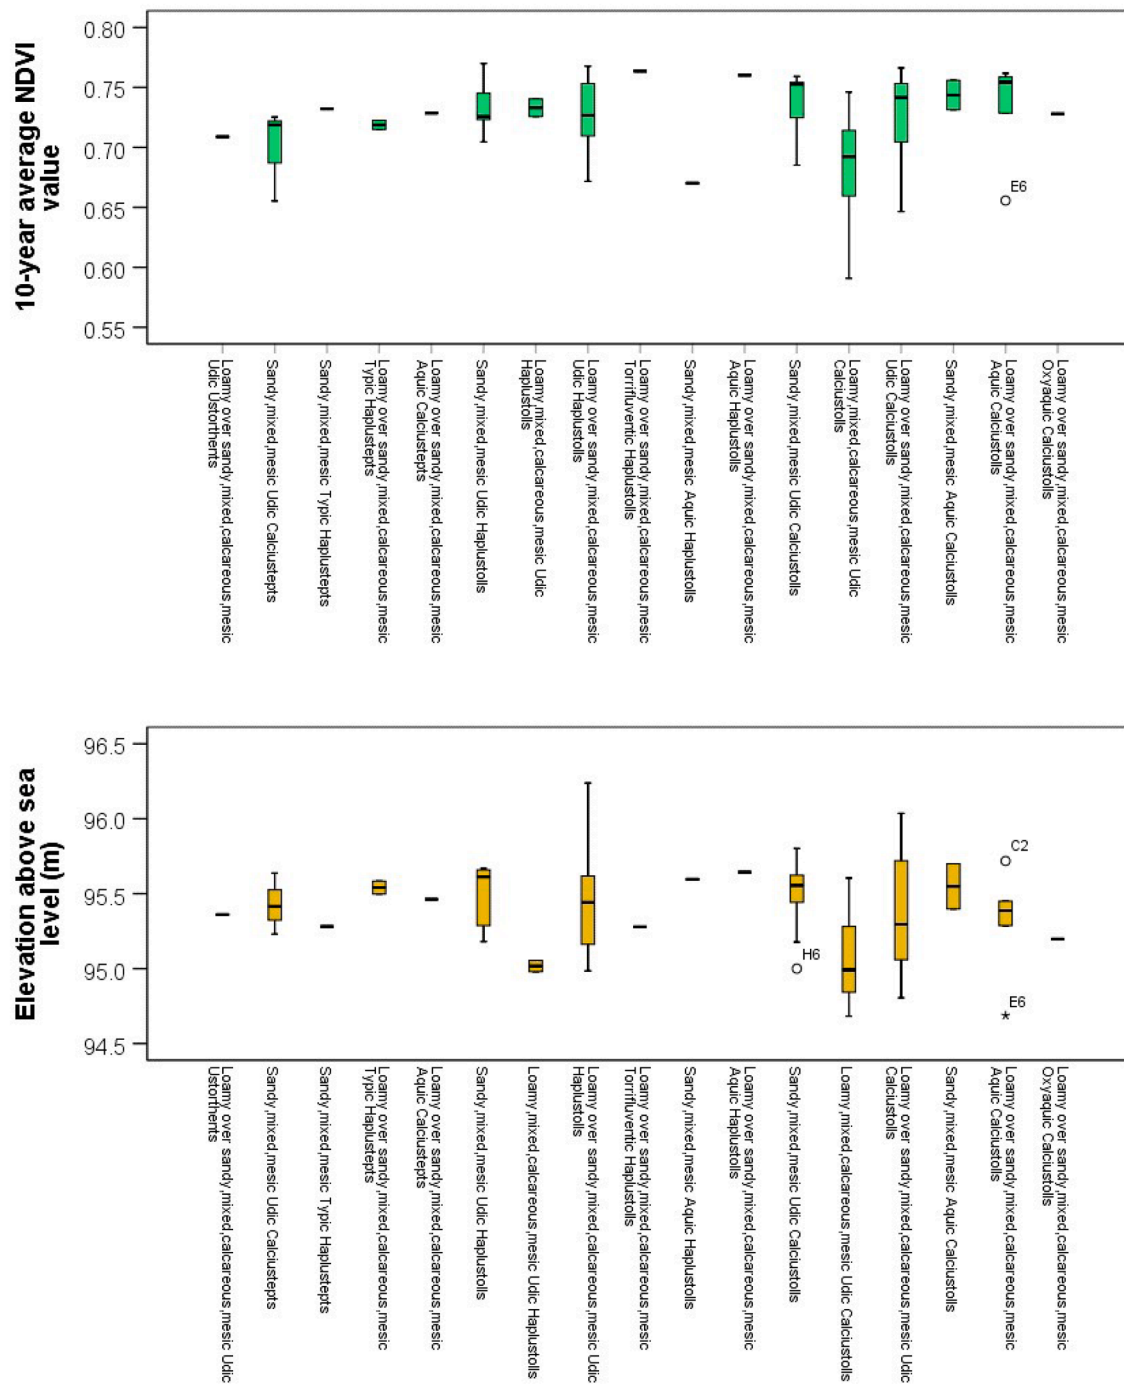 0.80
0.75
0.70
0.65
0.60
0.55
10-year average NDVI
value
E6
Loamy over sandy,mixed,calcareous,mesic
Udic Ustorthents
Sandy,mixed,mesic Udic Calciustepts
Sandy,mixed,mesic Typic Haplustepts
Loamy over sandy,mixed,calcareous,mesic
Typic Haplustepts
Loamy over sandy,mixed,calcareous,mesic
Aquic Calciustepts
Sandy,mixed,mesic Udic Haplustolls
Loamy,mixed,calcareous,mesic Udic
Haplustolls
Loamy over sandy,mixed,calcareous,mesic
Udic Haplustolls
Loamy over sandy,mixed,calcareous,mesic
Torrifluventic Haplustolls
Sandy,mixed,mesic Aquic Haplustolls
Loamy over sandy,mixed,calcareous,mesic
Aquic Haplustolls
Sandy,mixed,mesic Udic Calciustolls
Loamy,mixed,calcareous,mesic Udic
Calciustolls
Loamy over sandy,mixed,calcareous,mesic
Udic Calciustolls
Sandy,mixed,mesic Aquic Calciustolls
Loamy over sandy,mixed,calcareous,mesic
Aquic Calciustolls
Loamy over sandy,mixed,calcareous,mesic
Oxyaquic Calciustolls
96.5
96.0
95.5
95.0
94.5
Elevation above sea
level (m)
H6
C2
E6
Loamy over sandy,mixed,calcareous,mesic Udic
Ustorthents
Sandy,mixed,mesic Udic Calciustepts
Sandy,mixed,mesic Typic Haplustepts
Loamy over sandy,mixed,calcareous,mesic
Typic Haplustepts
Loamy over sandy,mixed,calcareous,mesic
Aquic Calciustepts
Sandy,mixed,mesic Udic Haplustolls
Loamy,mixed,calcareous,mesic Udic Haplustolls
Loamy over sandy,mixed,calcareous,mesic Udic
Haplustolls
Loamy over sandy,mixed,calcareous,mesic
Torrifluventic Haplustolls
Sandy,mixed,mesic Aquic Haplustolls
Loamy over sandy,mixed,calcareous,mesic
Aquic Haplustolls
Sandy,mixed,mesic Udic Calciustolls
Loamy,mixed,calcareous,mesic Udic Calciustolls
Loamy over sandy,mixed,calcareous,mesic Udic
Calciustolls
Sandy,mixed,mesic Aquic Calciustolls
Loamy over sandy,mixed,calcareous,mesic
Aquic Calciustolls
Loamy over sandy,mixed,calcareous,mesic
Oxyaquic Calciustolls